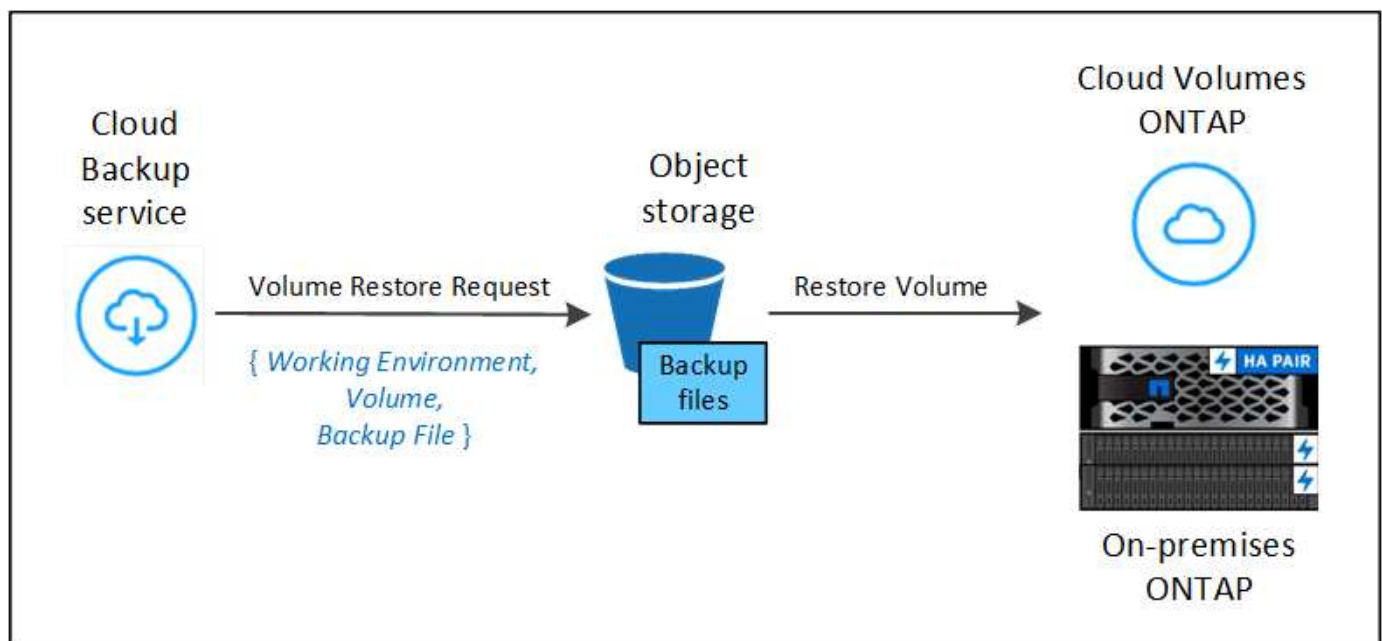 Cloud
Backup
service
Volume Restore Request
{ Working Environment,
Volume,
Backup File }
Object
storage
Backup
files
Restore Volume
Cloud Volumes
ONTAP
HA PAIR
On-premises
ONTAP